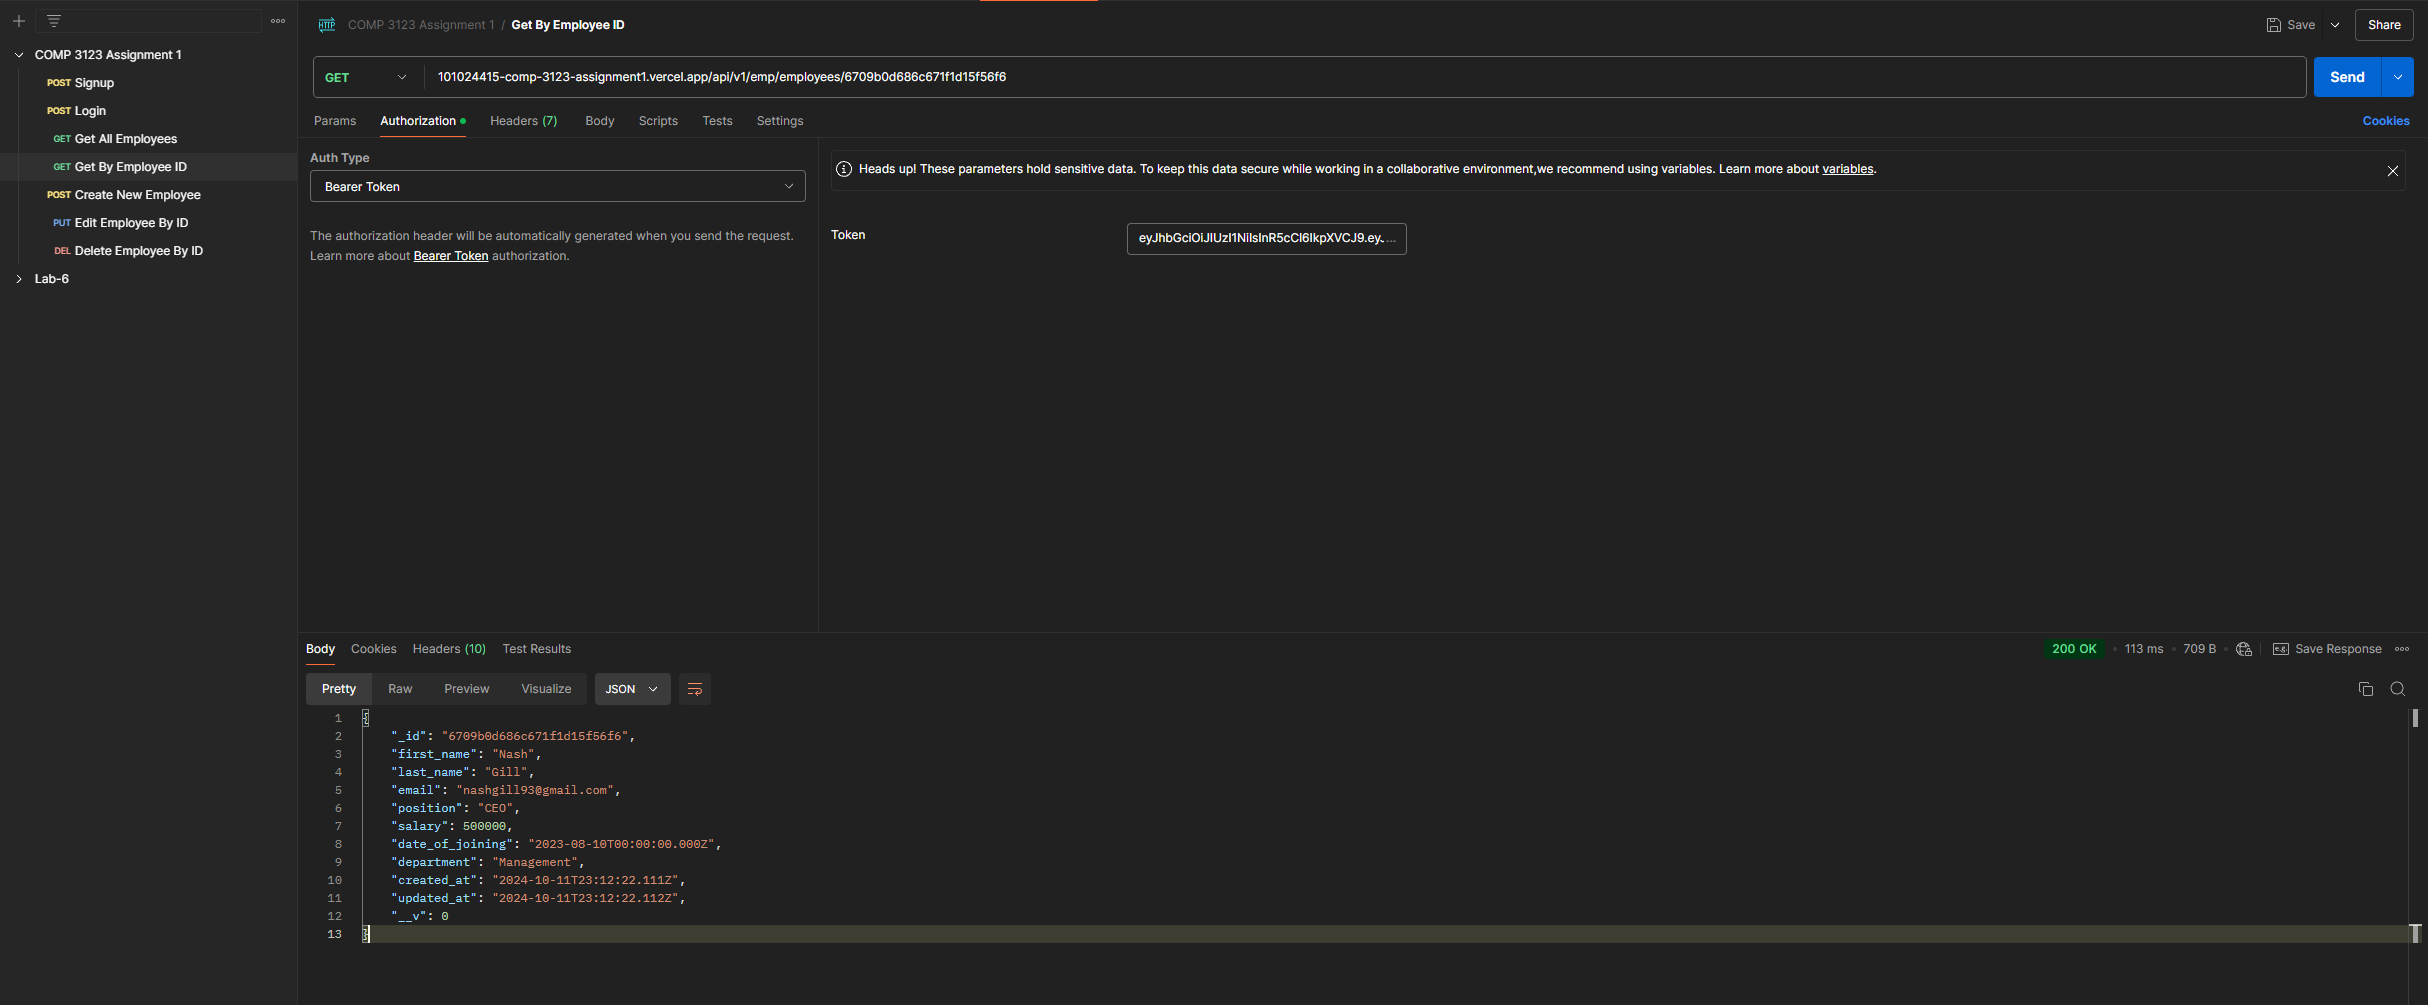 COMP 3123 Assignment 1
POST Signup
POST Login
GET Get All Employees
GET Get By Employee ID
POST Create New Employee
PUT Edit Employee By ID
DEL Delete Employee By ID
Lab-6
HTTP COMP 3123 Assignment 1 / Get By Employee ID
Save
Share
GET 101024415-comp-3123-assignment1.vercel.app/api/v1/emp/employees/6709b0d686c671f1d15f56f6
Send
Params Authorization Headers (7) Body Scripts Tests Settings
Cookies
Auth Type
Bearer Token
The authorization header will be automatically generated when you send the request.
Learn more about Bearer Token authorization.
Heads up! These parameters hold sensitive data. To keep this data secure while working in a collaborative environment,we recommend using variables. Learn more about variables.
Token eyJhbGciOiJIUzI1NiIsInR5cCI6IkpXVCJ9.eyJ...
Body Cookies Headers (10) Test Results
200 OK • 113 ms • 709 B
e.g. Save Response
Pretty Raw Preview Visualize JSON
1 {
2 "_id": "6709b0d686c671f1d15f56f6",
3 "first_name": "Nash",
4 "last_name": "Gill",
5 "email": "nashgill93@gmail.com",
6 "position": "CEO",
7 "salary": 500000,
8 "date_of_joining": "2023-08-10T00:00:00.000Z",
9 "department": "Management",
10 "created_at": "2024-10-11T23:12:22.111Z",
11 "updated_at": "2024-10-11T23:12:22.112Z",
12 "__v": 0
13 }